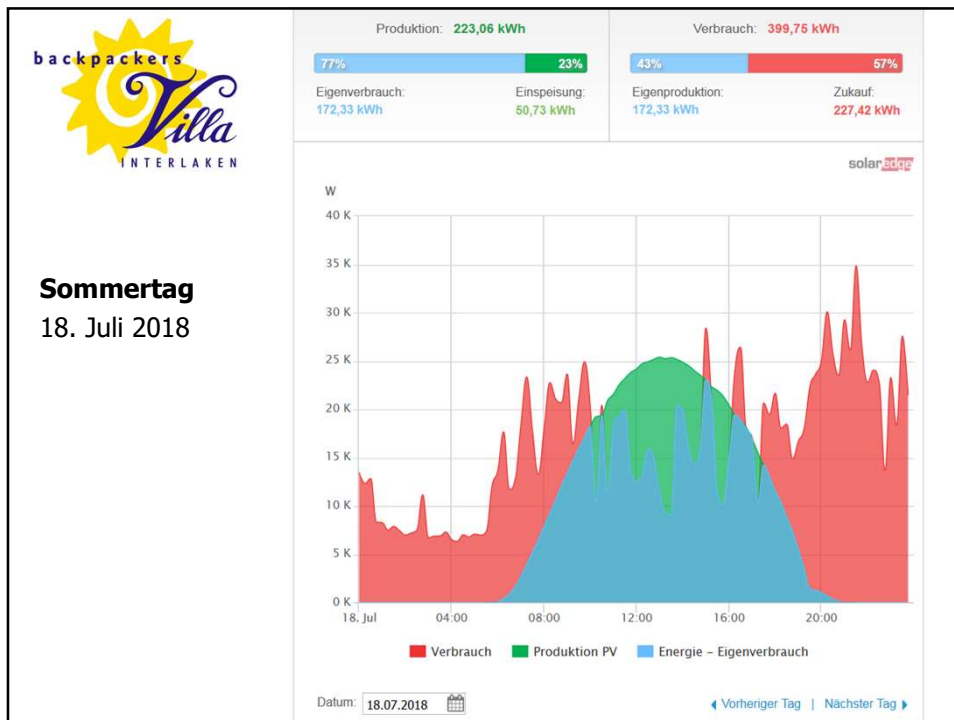 backpackers
Villa
INTERLAKEN
Sommertag
18. Juli 2018
Produktion: 223,06 kWh
Verbrauch: 399,75 kWh
77% 23%
43% 57%
Eigenverbrauch: Einspeisung:
172,33 kWh 50,73 kWh
Eigenproduktion: Zukauf:
172,33 kWh 227,42 kWh
solaredge
W
40 K
35 K
30 K
25 K
20 K
15 K
10 K
5 K
0 K
18. Jul 04:00 08:00 12:00 16:00 20:00
Verbrauch Produktion PV Energie – Eigenverbrauch
Datum: 18.07.2018
Vorheriger Tag | Nächster Tag